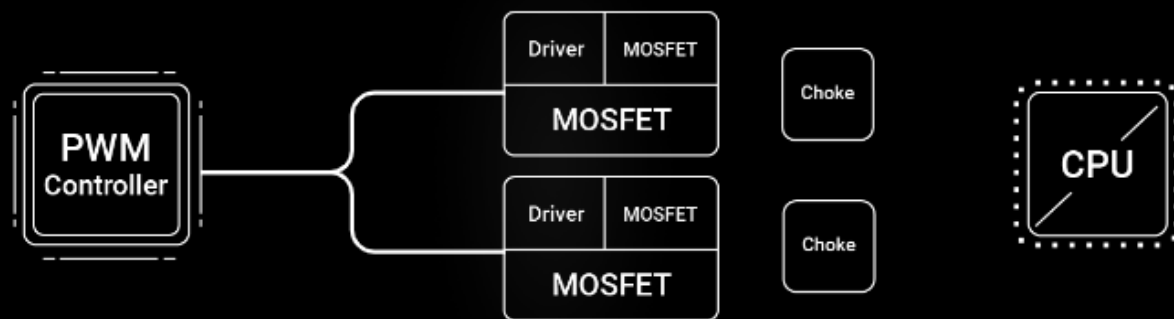 PWM
Controller
Driver MOSFET
MOSFET
Choke
Driver MOSFET
MOSFET
Choke
CPU